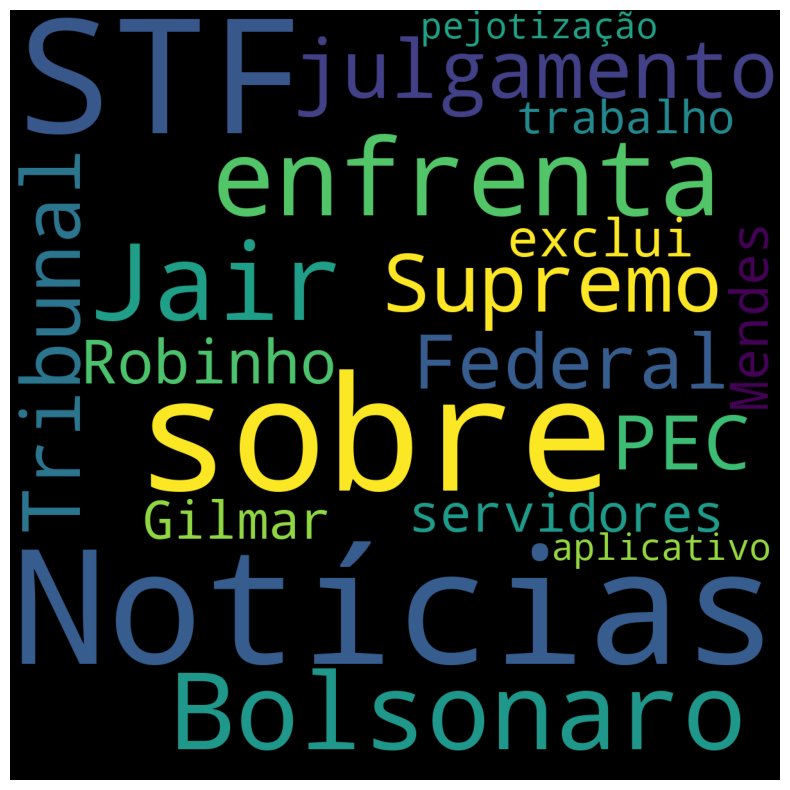 pejotização
STF
julgamento
trabalho
enfrenta
Tribunal
exclui
Jair
Supremo
Mendes
Robinho
Federal
sobre
PEC
Gilmar
servidores
aplicativo
Notícias
Bolsonaro